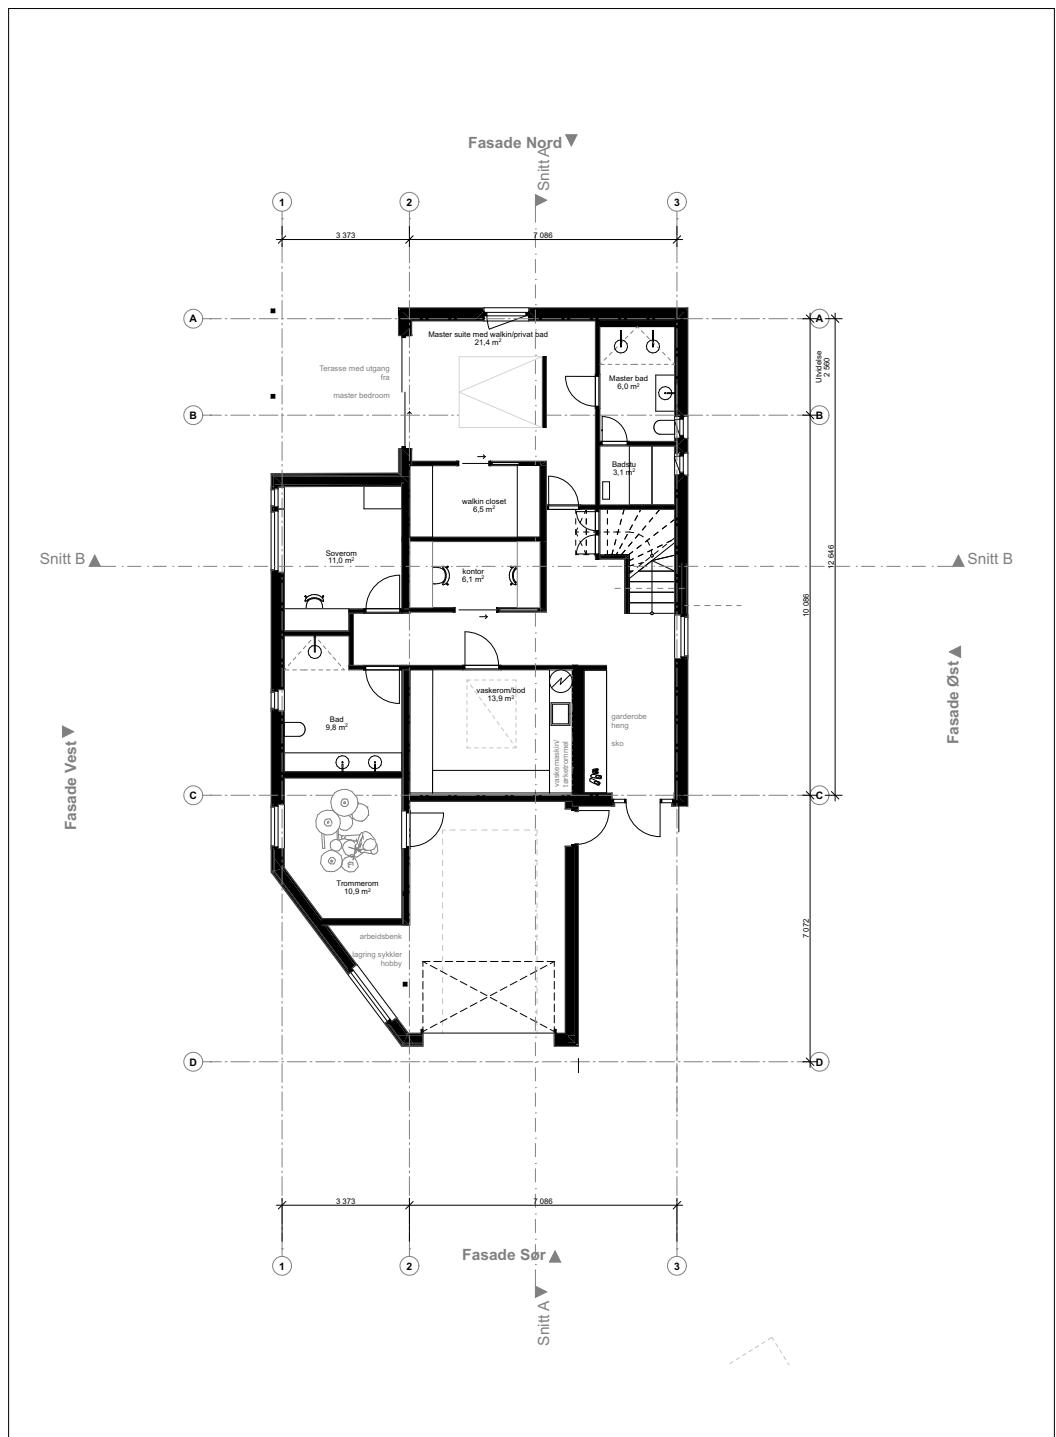 Fasade Nord
Snitt A
1
2
3
3 373
7 086
A
A
Master suite med walkin/privat bad
21,4 m²
Utvidelse
2 560
Terasse med utgang
fra
master bedroom
Master bad
6,0 m²
B
B
Badstu
3,1 m²
walkin closet
6,5 m²
Snitt B
Soverom
11,0 m²
kontor
6,1 m²
12 646
Snitt B
10 086
vaskerom/bod
13,9 m²
Fasade Øst
Bad
9,8 m²
garderobe
heng
sko
vaskemaskin/
tørketrommel
Fasade Vest
C
C
Trommerom
10,9 m²
arbeidsbenk
lagring sykkler
hobby
7 072
D
D
3 373
7 086
Fasade Sør
1
2
3
Snitt A